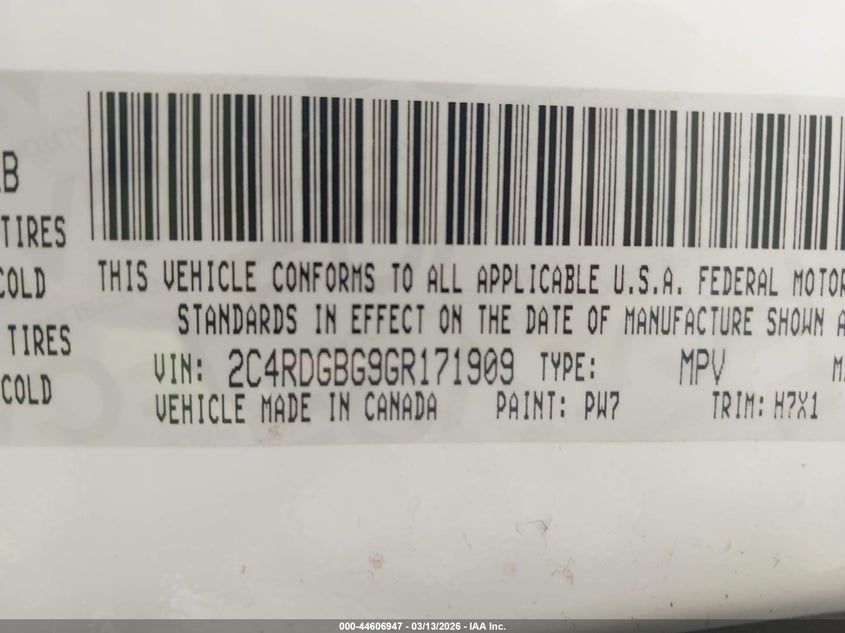 B
TIRES
COLD
TIRES
COLD
THIS VEHICLE CONFORMS TO ALL APPLICABLE U.S.A. FEDERAL MOTOR
STANDARDS IN EFFECT ON THE DATE OF MANUFACTURE SHOWN A
VIN: 2C4RDGBG9GR171909 TYPE: MPV M
VEHICLE MADE IN CANADA PAINT: PW7 TRIM: H7X1
000-44606947 - 03/13/2026 - IAA Inc.